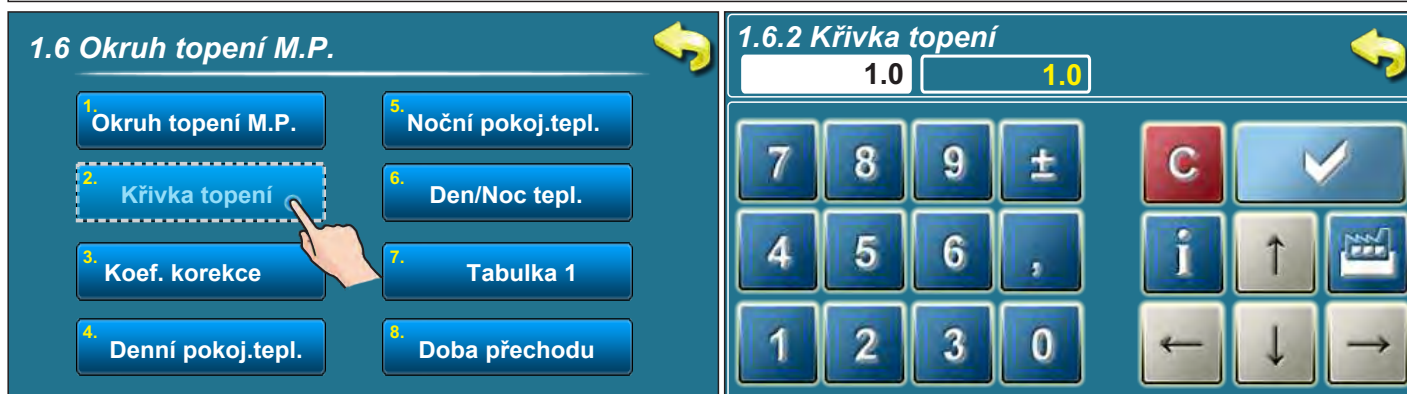 1.6 Okruh topení M.P.
1. Okruh topení M.P.
2. Křivka topení
3. Koef. korekce
4. Denní pokoj.tepl.
5. Noční pokoj.tepl.
6. Den/Noc tepl.
7. Tabulka 1
8. Doba přechodu
1.6.2 Křivka topení
1.0 1.0
7 8 9 ± C
4 5 6 , i ↑
1 2 3 0 ← ↓ →